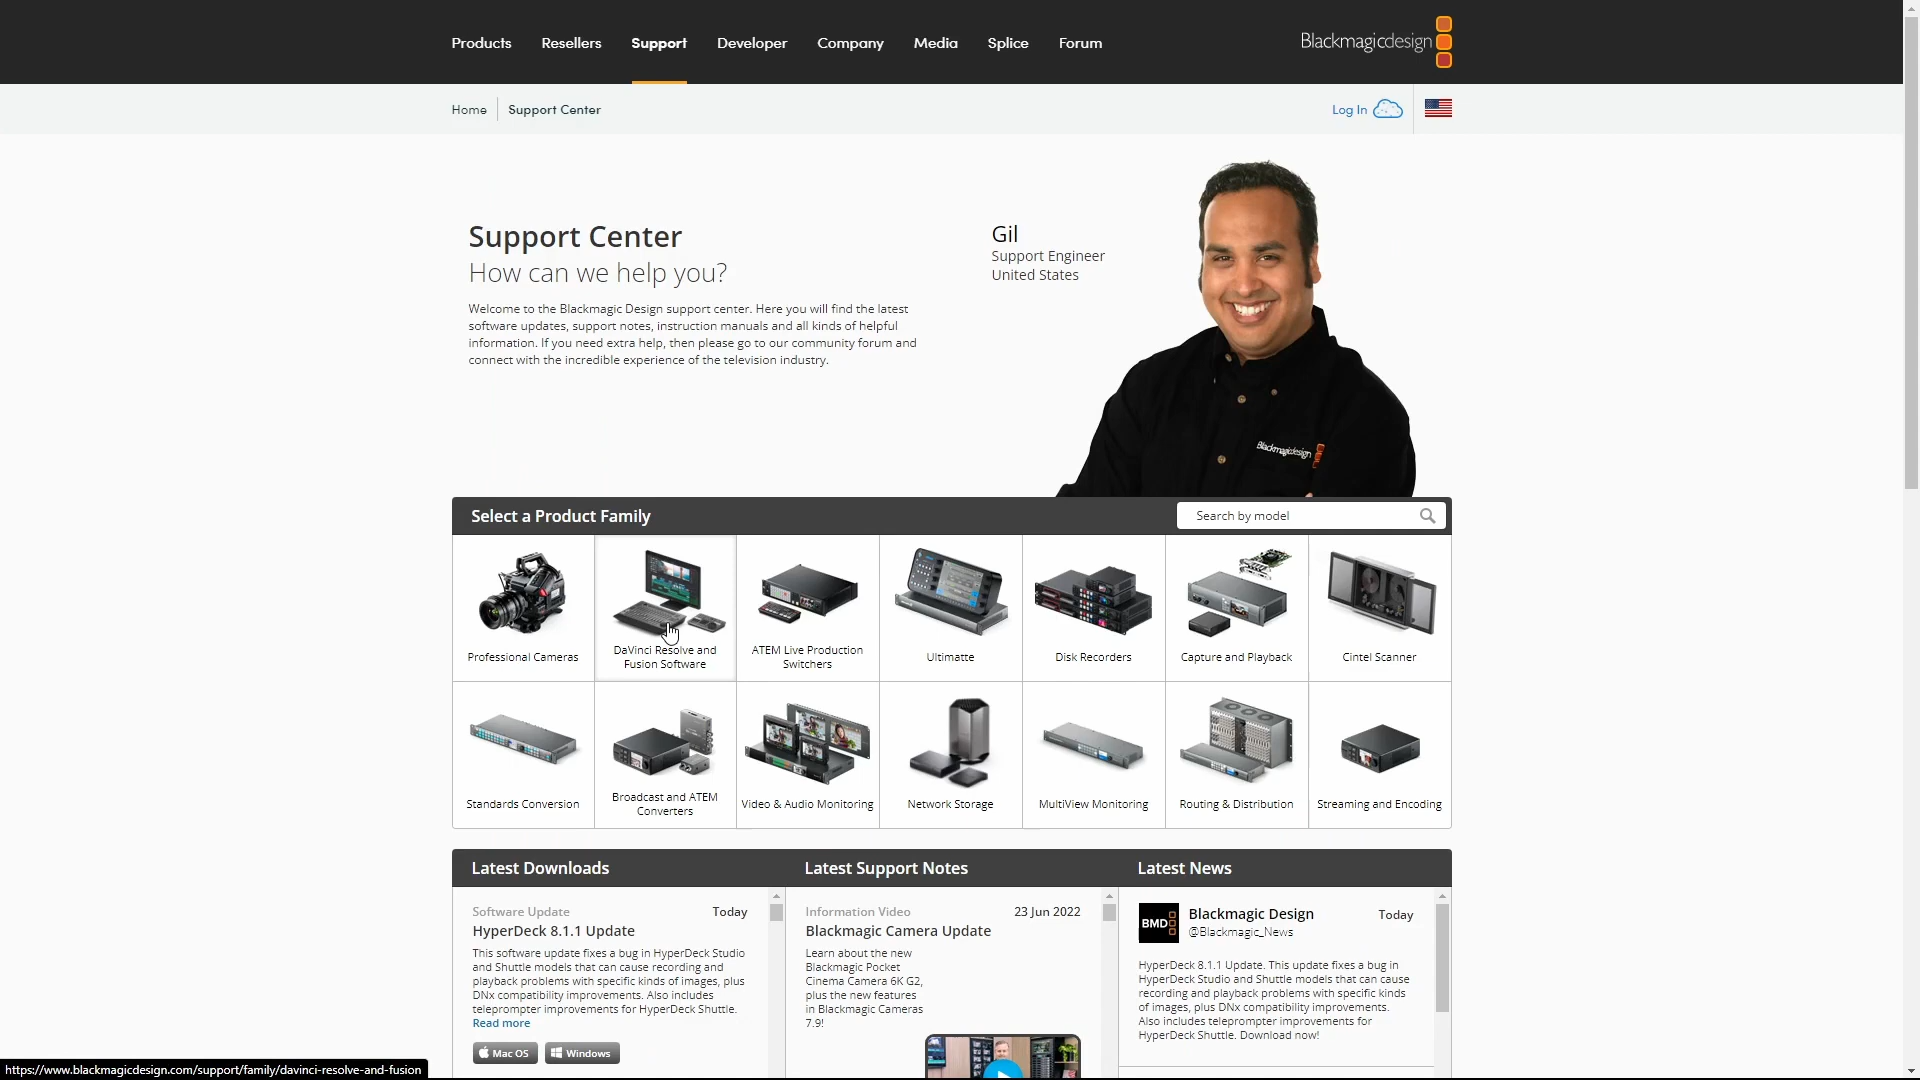 Products
Resellers
Support
Developer
Company
Media
Splice
Forum
Blackmagicdesign
Home
Support Center
Log In
Support Center
How can we help you?
Welcome to the Blackmagic Design support center. Here you will find the latest
software updates, support notes, instruction manuals and all kinds of helpful
information. If you need extra help, then please go to our community forum and
connect with the incredible experience of the television industry.
Gil
Support Engineer
United States
Blackmagicdesign
Select a Product Family
Search by model
Professional Cameras
DaVinci Resolve and
Fusion Software
ATEM Live Production
Switchers
Ultimatte
Disk Recorders
Capture and Playback
Cintel Scanner
Standards Conversion
Broadcast and ATEM
Converters
Video & Audio Monitoring
Network Storage
MultiView Monitoring
Routing & Distribution
Streaming and Encoding
Latest Downloads
Software Update
Today
HyperDeck 8.1.1 Update
This software update fixes a bug in HyperDeck Studio
and Shuttle models that can cause recording and
playback problems with specific kinds of images, plus
DNx compatibility improvements. Also includes
teleprompter improvements for HyperDeck Shuttle.
Read more
Mac OS
Windows
Latest Support Notes
Information Video
23 Jun 2022
Blackmagic Camera Update
Learn about the new
Blackmagic Pocket
Cinema Camera 6K G2,
plus the new features
in Blackmagic Cameras
7.9!
Latest News
BMD
Blackmagic Design
Today
@Blackmagic_News
HyperDeck 8.1.1 Update. This update fixes a bug in
HyperDeck Studio and Shuttle models that can cause
recording and playback problems with specific kinds
of images, plus DNx compatibility improvements.
Also includes teleprompter improvements for
HyperDeck Shuttle. Download now!
https://www.blackmagicdesign.com/support/family/davinci-resolve-and-fusion